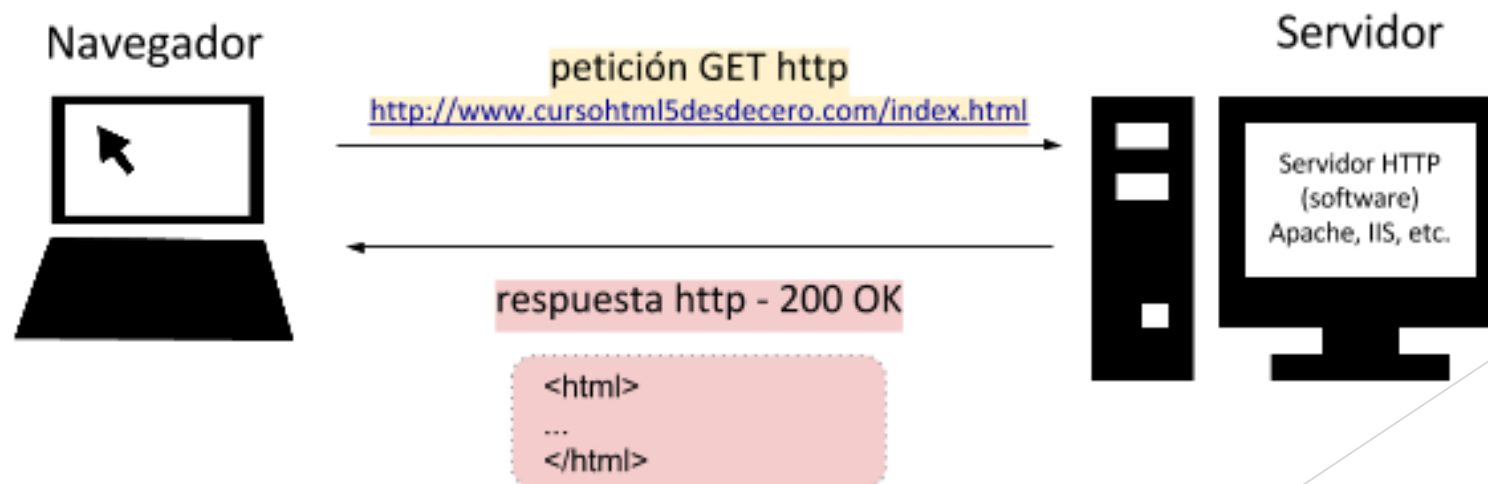 Navegador
petición GET http
http://www.cursohtml5desdecero.com/index.html
Servidor
Servidor HTTP
(software)
Apache, IIS, etc.
respuesta http - 200 OK
<html>
...
</html>